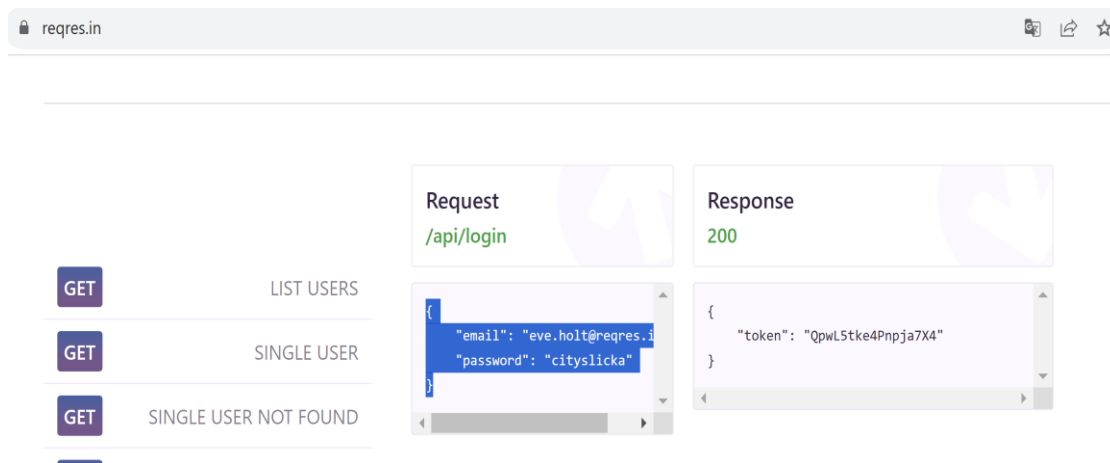 reqres.in
Request
/api/login
Response
200
GET LIST USERS
GET SINGLE USER
GET SINGLE USER NOT FOUND
{
"email": "eve.holt@reqres.i
"password": "cityslicka"
}
{
"token": "QpwL5tke4Pnpja7X4"
}